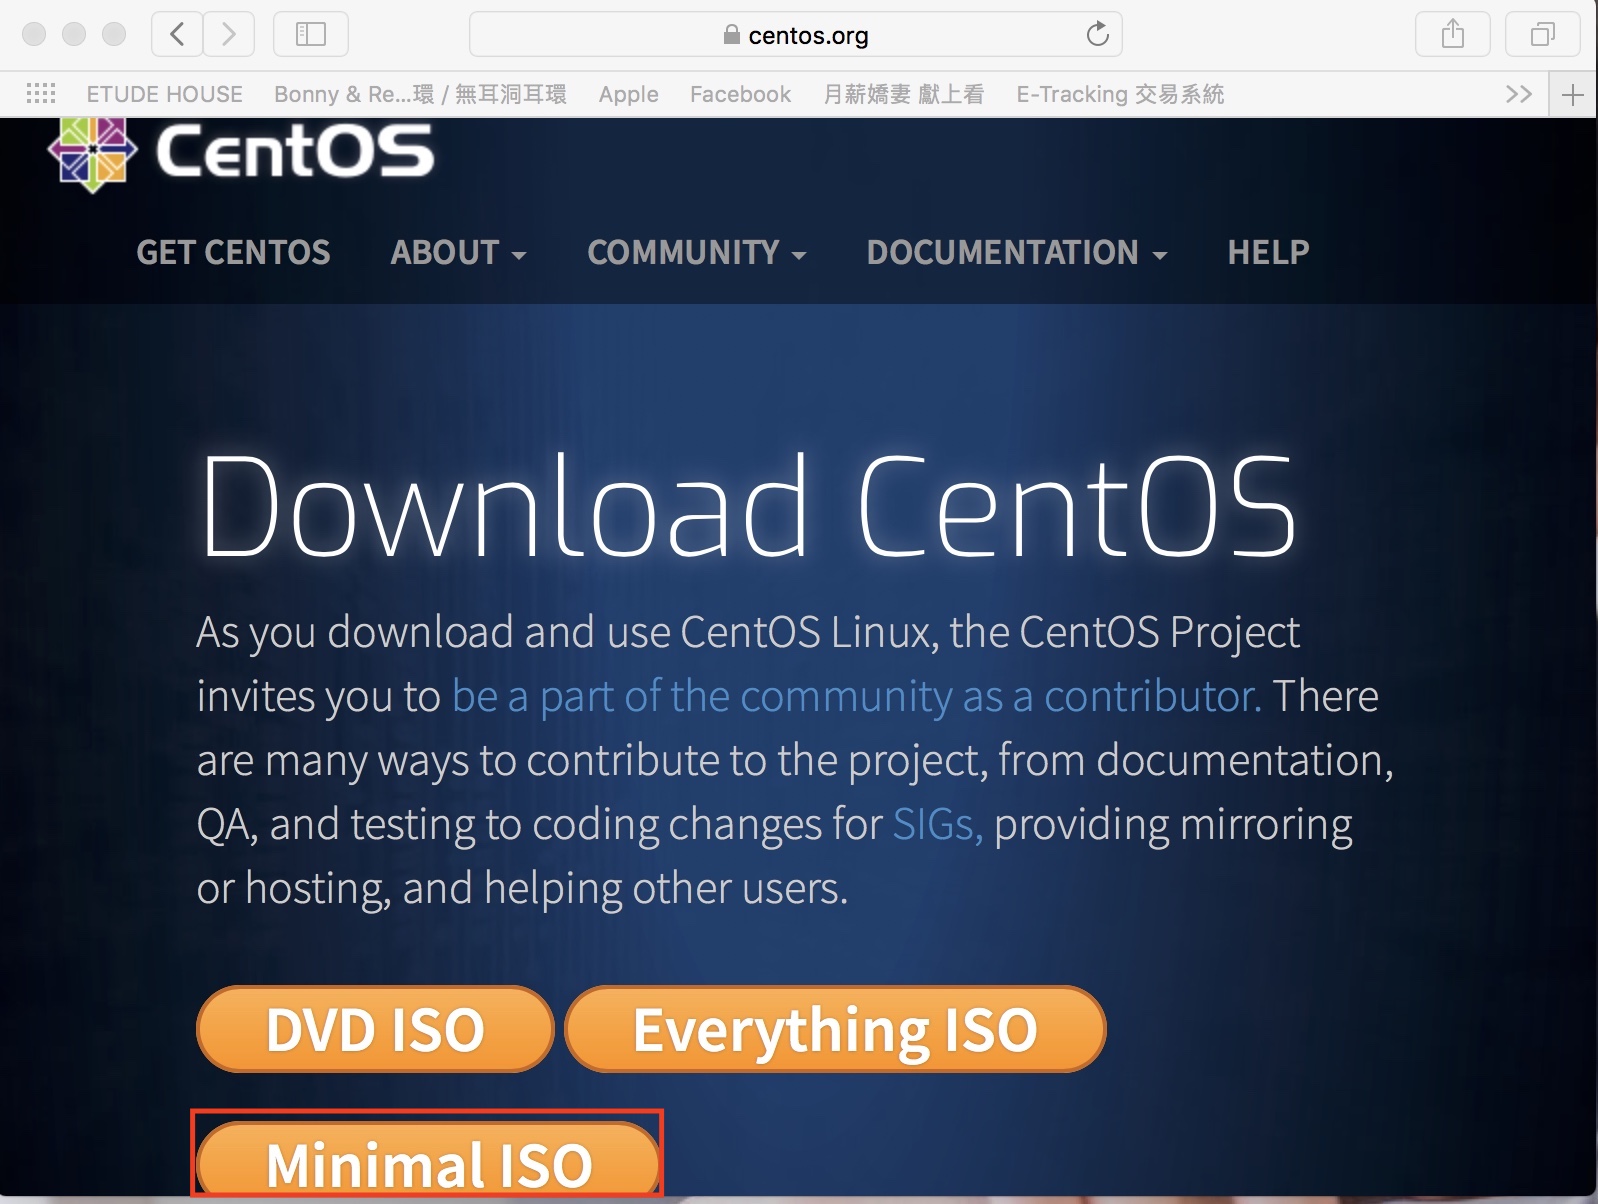 centos.org
ETUDE HOUSE Bonny & Re...環 / 無耳洞耳環 Apple Facebook 月薪嬌妻 獻上看 E-Tracking 交易系統
CentOS
GET CENTOS ABOUT COMMUNITY DOCUMENTATION HELP
Download CentOS
As you download and use CentOS Linux, the CentOS Project
invites you to be a part of the community as a contributor. There
are many ways to contribute to the project, from documentation,
QA, and testing to coding changes for SIGs, providing mirroring
or hosting, and helping other users.
DVD ISO Everything ISO
Minimal ISO